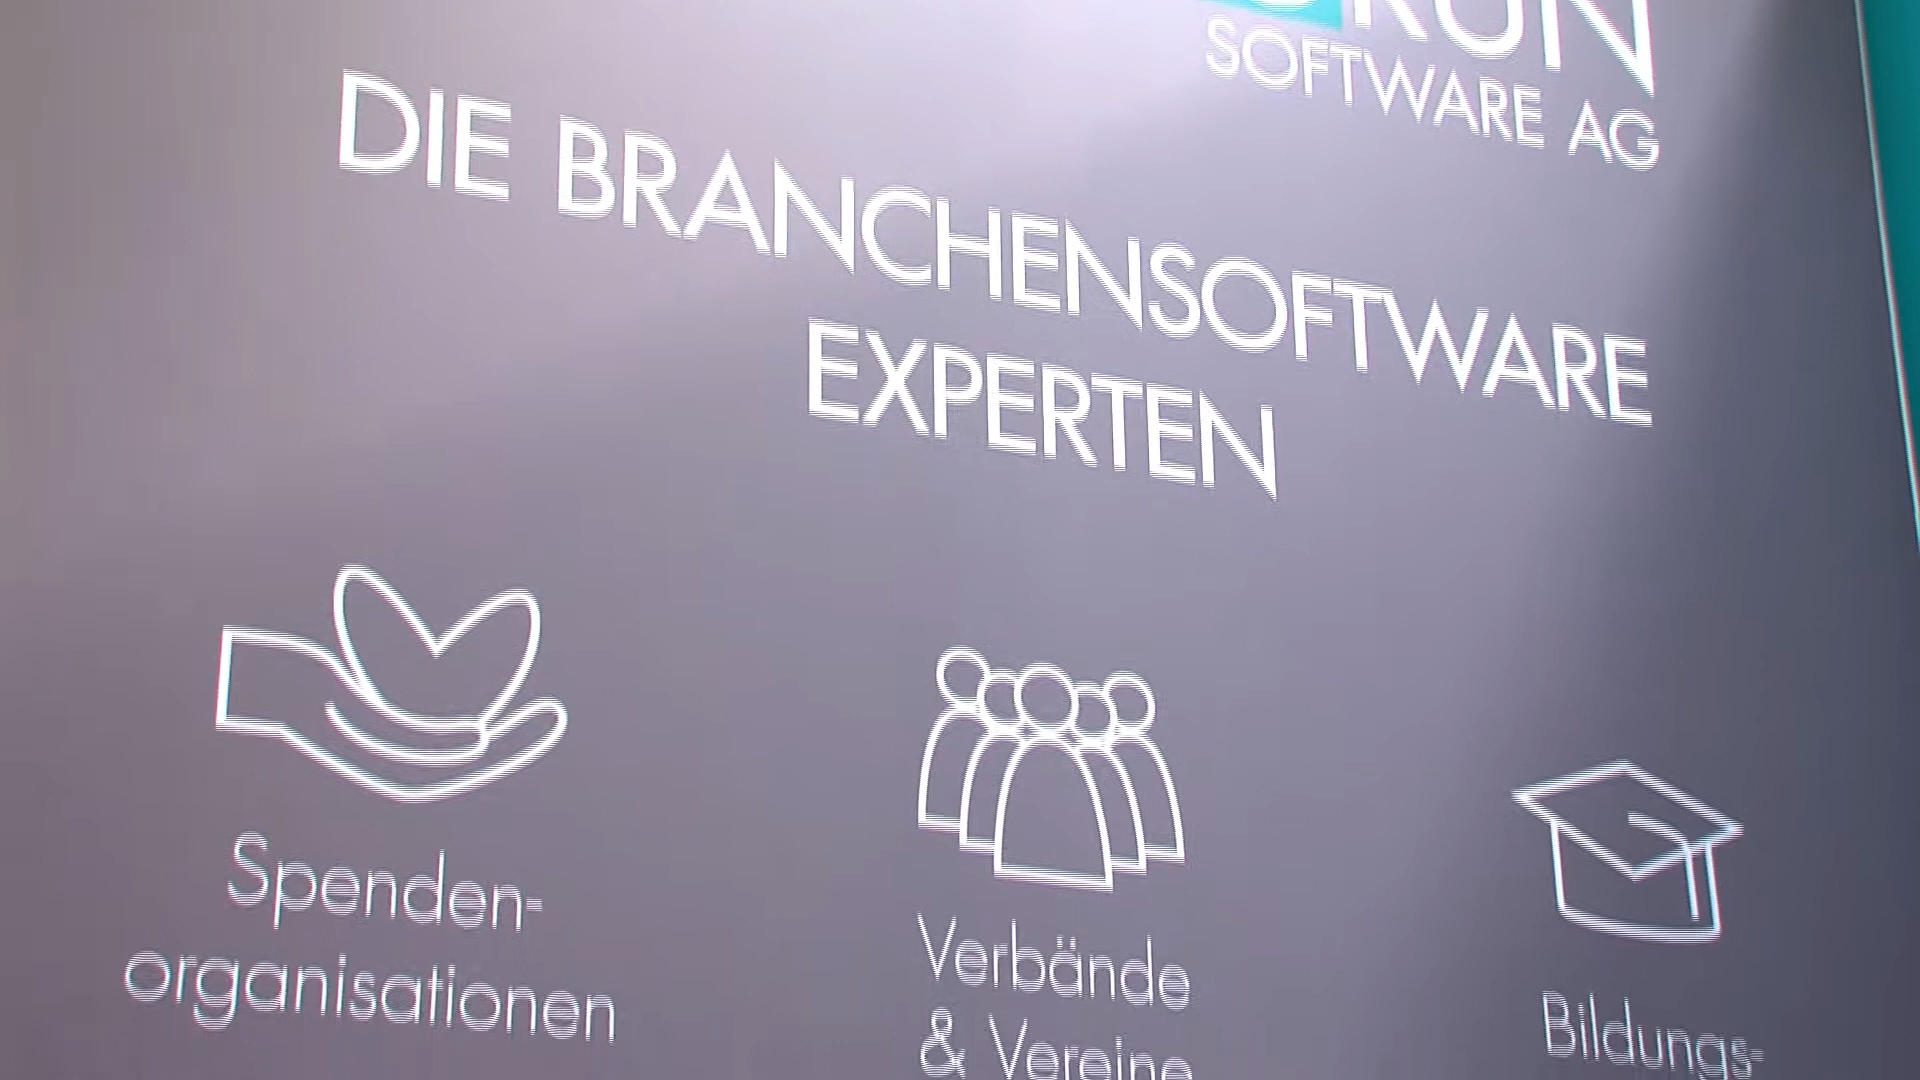 SOFTWARE AG
DIE BRANCHENSOFTWARE
EXPERTEN
Spenden-
organisationen
Verbände
& Vereine
Bildungs-